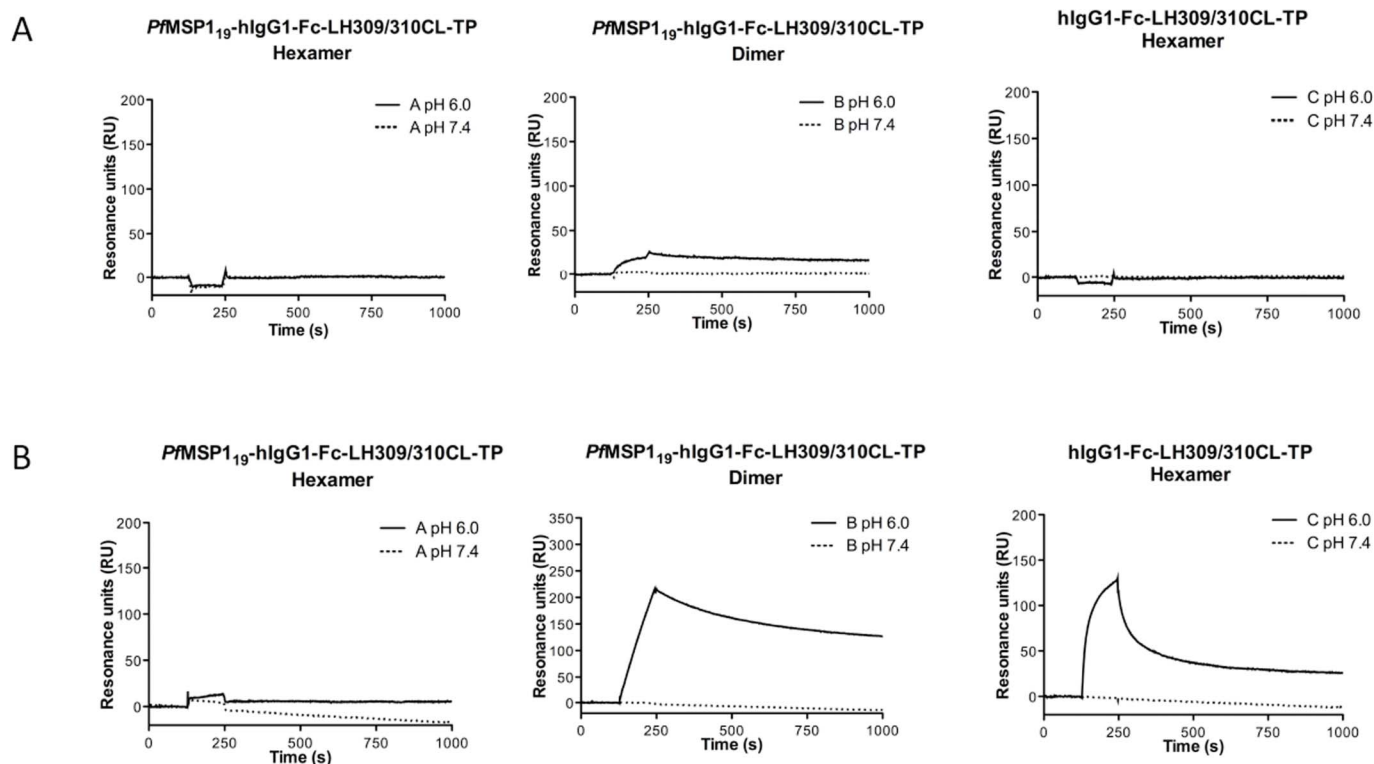 A
PfMSP1₁₉-hIgG1-Fc-LH309/310CL-TP
Hexamer
A pH 6.0
A pH 7.4
Resonance units (RU)
200
150
100
50
0
0 250 500 750 1000
Time (s)
PfMSP1₁₉-hIgG1-Fc-LH309/310CL-TP
Dimer
B pH 6.0
B pH 7.4
Resonance units (RU)
200
150
100
50
0
0 250 500 750 1000
Time (s)
hIgG1-Fc-LH309/310CL-TP
Hexamer
C pH 6.0
C pH 7.4
Resonance units (RU)
200
150
100
50
0
0 250 500 750 1000
Time (s)
B
PfMSP1₁₉-hIgG1-Fc-LH309/310CL-TP
Hexamer
A pH 6.0
A pH 7.4
Resonance units (RU)
200
150
100
50
0
0 250 500 750 1000
Time (s)
PfMSP1₁₉-hIgG1-Fc-LH309/310CL-TP
Dimer
B pH 6.0
B pH 7.4
Resonance units (RU)
350
300
250
200
150
100
50
0
0 250 500 750 1000
Time (s)
hIgG1-Fc-LH309/310CL-TP
Hexamer
C pH 6.0
C pH 7.4
Resonance units (RU)
200
150
100
50
0
0 250 500 750 1000
Time (s)